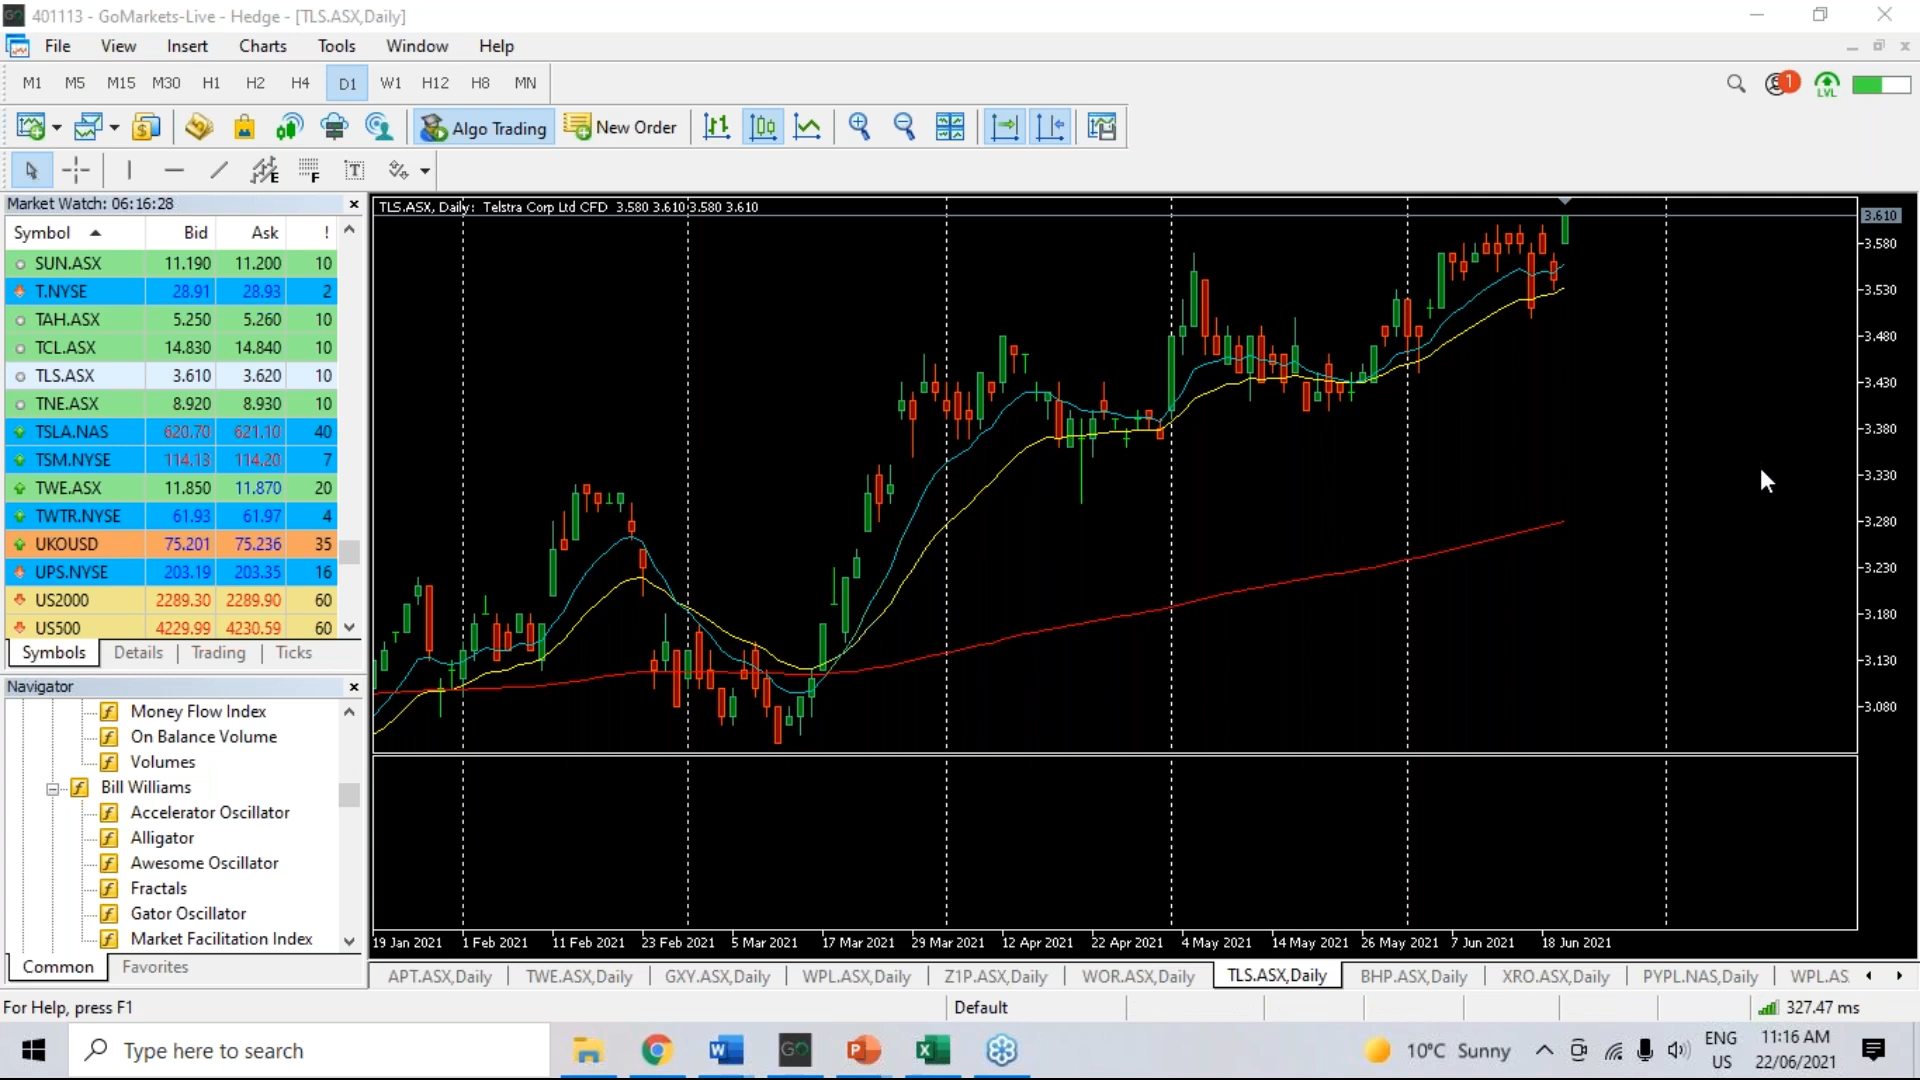 401113 - GoMarkets-Live - Hedge - [TLS.ASX,Daily]
File View Insert Charts Tools Window Help
M1 M5 M15 M30 H1 H2 H4 D1 W1 H12 H8 MN
1
LVL
Algo Trading New Order
E F T
Market Watch: 06:16:28
Symbol Bid Ask !
SUN.ASX 11.190 11.200 10
T.NYSE 28.91 28.93 2
TAH.ASX 5.250 5.260 10
TCL.ASX 14.830 14.840 10
TLS.ASX 3.610 3.620 10
TNE.ASX 8.920 8.930 10
TSLA.NAS 620.70 621.10 40
TSM.NYSE 114.13 114.20 7
TWE.ASX 11.850 11.870 20
TWTR.NYSE 61.93 61.97 4
UKOUSD 75.201 75.236 35
UPS.NYSE 203.19 203.35 16
US2000 2289.30 2289.90 60
US500 4229.99 4230.59 60
Symbols Details Trading Ticks
Navigator
Money Flow Index
On Balance Volume
Volumes
Bill Williams
Accelerator Oscillator
Alligator
Awesome Oscillator
Fractals
Gator Oscillator
Market Facilitation Index
Common Favorites
TLS.ASX, Daily: Telstra Corp Ltd CFD 3.580 3.610 3.580 3.610
3.610
3.580
3.530
3.480
3.430
3.380
3.330
3.280
3.230
3.180
3.130
3.080
19 Jan 2021 1 Feb 2021 11 Feb 2021 23 Feb 2021 5 Mar 2021 17 Mar 2021 29 Mar 2021 12 Apr 2021 22 Apr 2021 4 May 2021 14 May 2021 26 May 2021 7 Jun 2021 18 Jun 2021
APT.ASX,Daily TWE.ASX,Daily GXY.ASX,Daily WPL.ASX,Daily Z1P.ASX,Daily WOR.ASX,Daily TLS.ASX,Daily BHP.ASX,Daily XRO.ASX,Daily PYPL.NAS,Daily WPL.AS
For Help, press F1 Default 327.47 ms
Type here to search
GO
10°C Sunny
ENG
US
11:16 AM
22/06/2021